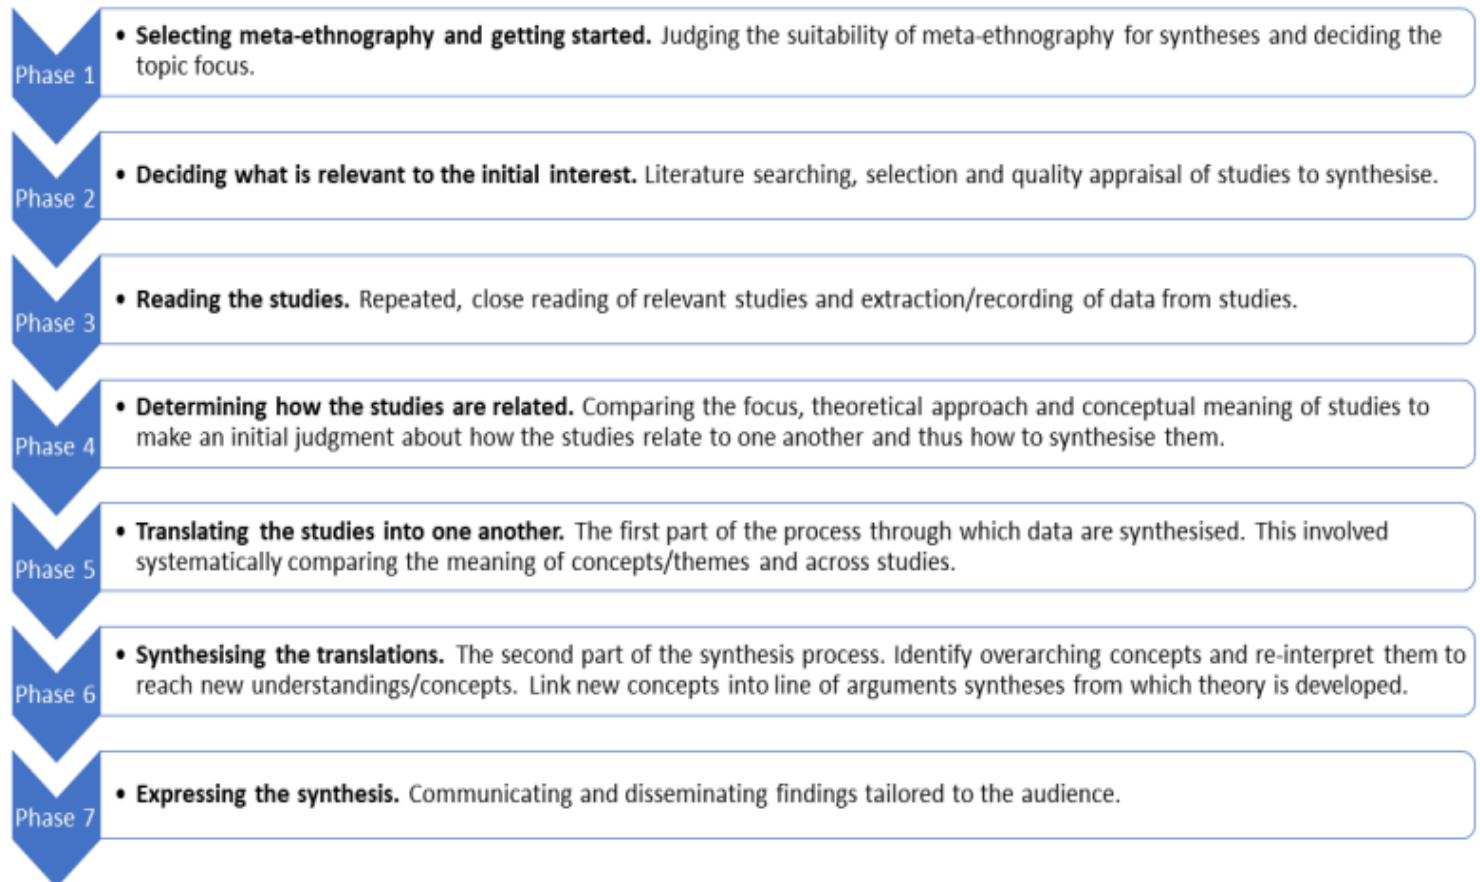 • Selecting meta-ethnography and getting started. Judging the suitability of meta-ethnography for syntheses and deciding the
topic focus.
Phase 1
• Deciding what is relevant to the initial interest. Literature searching, selection and quality appraisal of studies to synthesise.
Phase 2
• Reading the studies. Repeated, close reading of relevant studies and extraction/recording of data from studies.
Phase 3
• Determining how the studies are related. Comparing the focus, theoretical approach and conceptual meaning of studies to
make an initial judgment about how the studies relate to one another and thus how to synthesise them.
Phase 4
• Translating the studies into one another. The first part of the process through which data are synthesised. This involved
systematically comparing the meaning of concepts/themes and across studies.
Phase 5
• Synthesising the translations. The second part of the synthesis process. Identify overarching concepts and re-interpret them to
reach new understandings/concepts. Link new concepts into line of arguments syntheses from which theory is developed.
Phase 6
• Expressing the synthesis. Communicating and disseminating findings tailored to the audience.
Phase 7